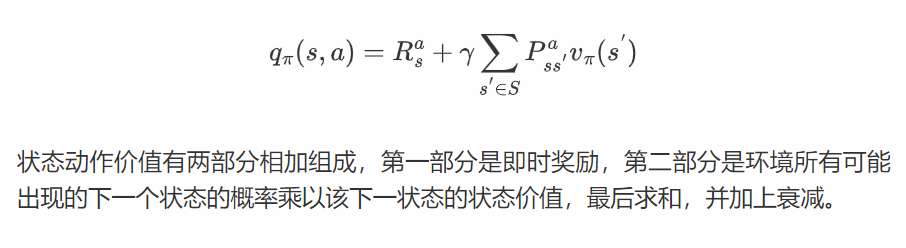 qπ(s, a) = R_s^a + γ ∑_{s'∈S} P_{ss'}^a vπ(s')
状态动作价值有两部分相加组成，第一部分是即时奖励，第二部分是环境所有可能
出现的下一个状态的概率乘以该下一状态的状态价值，最后求和，并加上衰减。